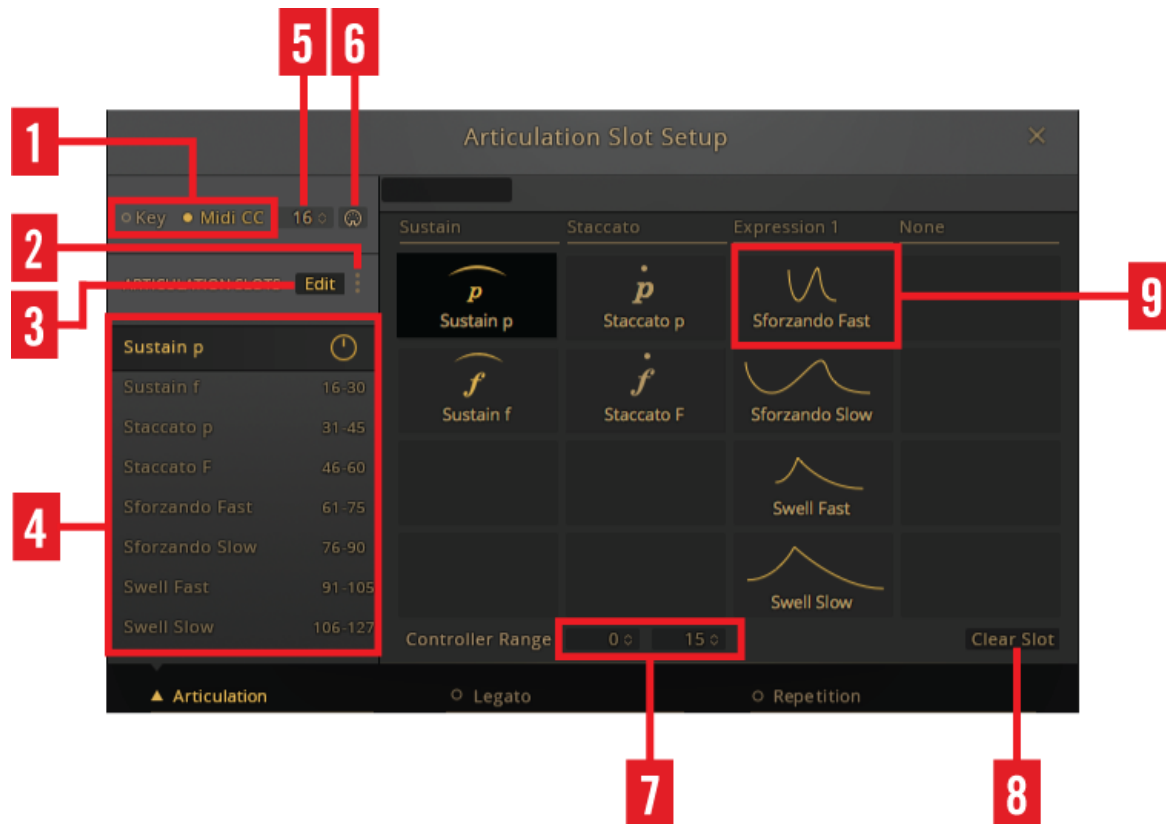 5 6
Articulation Slot Setup
1
Key Midi CC 16
Sustain Staccato Expression 1 None
2
ARTICULATION SLOTS Edit
p p
9
3
Sustain p Staccato p Sforzando Fast
Sustain p
Sustain f 16-30
f f
Sustain f Staccato F Sforzando Slow
Staccato p 31-45
Staccato F 46-60
4
Sforzando Fast 61-75
Swell Fast
Sforzando Slow 76-90
Swell Fast 91-105
Swell Slow
Swell Slow 106-127
Controller Range 0 15 Clear Slot
Articulation Legato Repetition
7 8